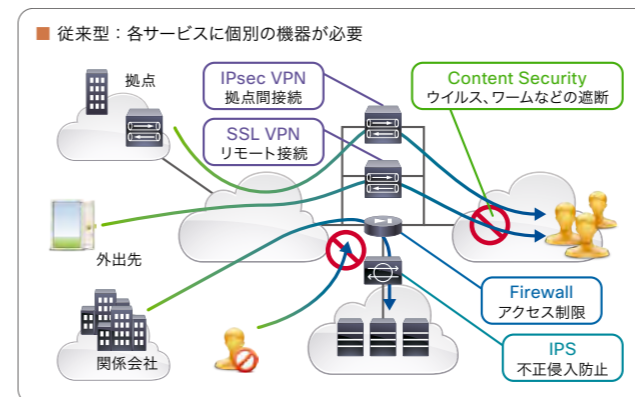 ■ 従来型：各サービスに個別の機器が必要
拠点
IPsec VPN
拠点間接続
Content Security
ウイルス、ワームなどの遮断
SSL VPN
リモート接続
外出先
Firewall
アクセス制限
関係会社
IPS
不正侵入防止